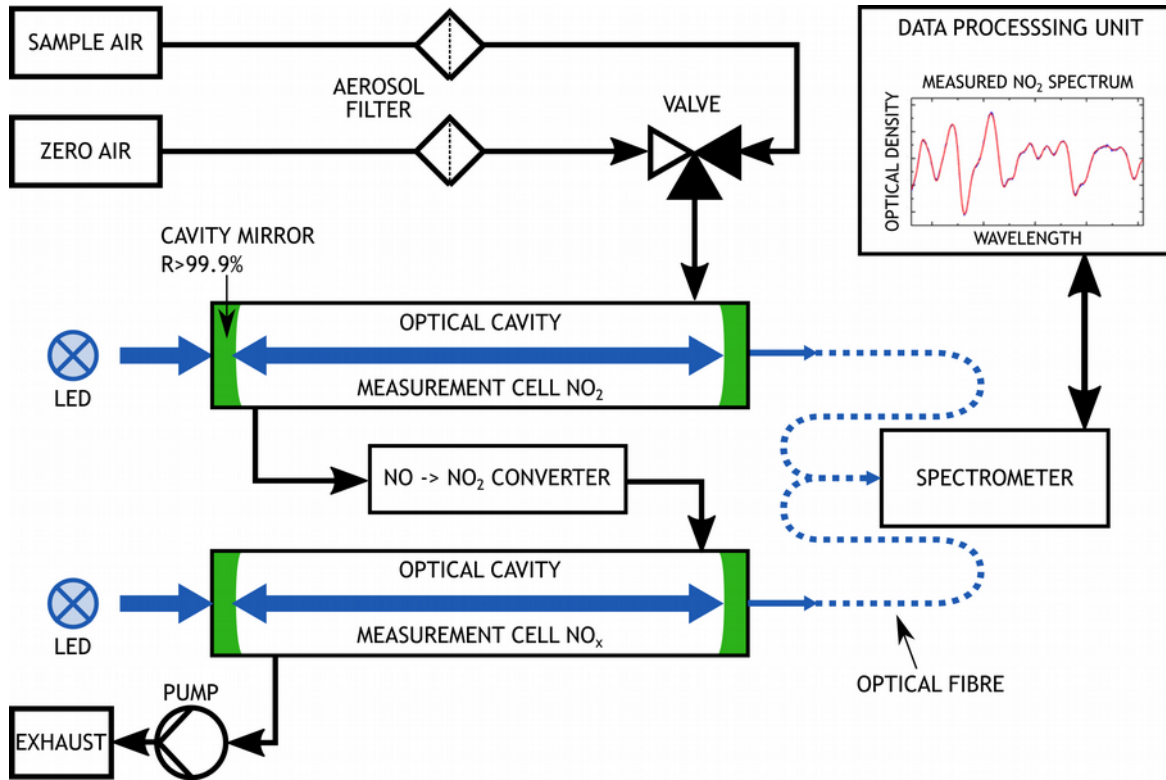 SAMPLE AIR
AEROSOL
FILTER
ZERO AIR
VALVE
DATA PROCESSSING UNIT
MEASURED NO₂ SPECTRUM
OPTICAL DENSITY
WAVELENGTH
CAVITY MIRROR
R>99.9%
OPTICAL CAVITY
MEASUREMENT CELL NO₂
LED
NO -> NO₂ CONVERTER
SPECTROMETER
OPTICAL CAVITY
MEASUREMENT CELL NOₓ
LED
OPTICAL FIBRE
PUMP
EXHAUST